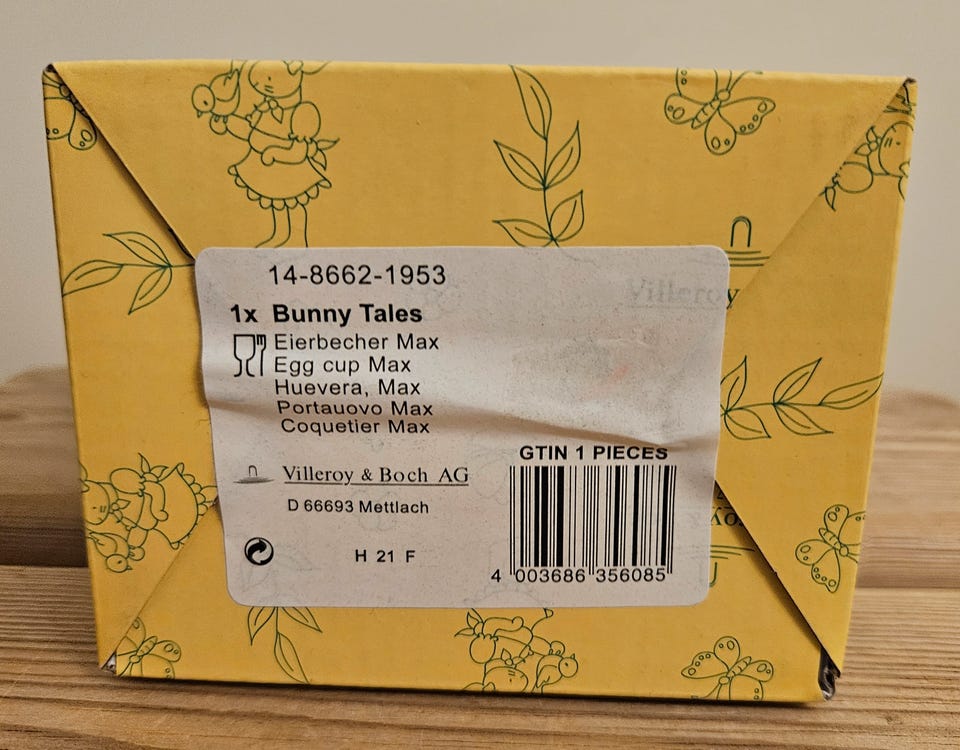 14-8662-1953
1x Bunny Tales
Eierbecher Max
Egg cup Max
Huevera, Max
Portauovo Max
Coquetier Max
Villeroy
GTIN 1 PIECES
Villeroy & Boch AG
D 66693 Mettlach
H 21 F
4 003686 356085